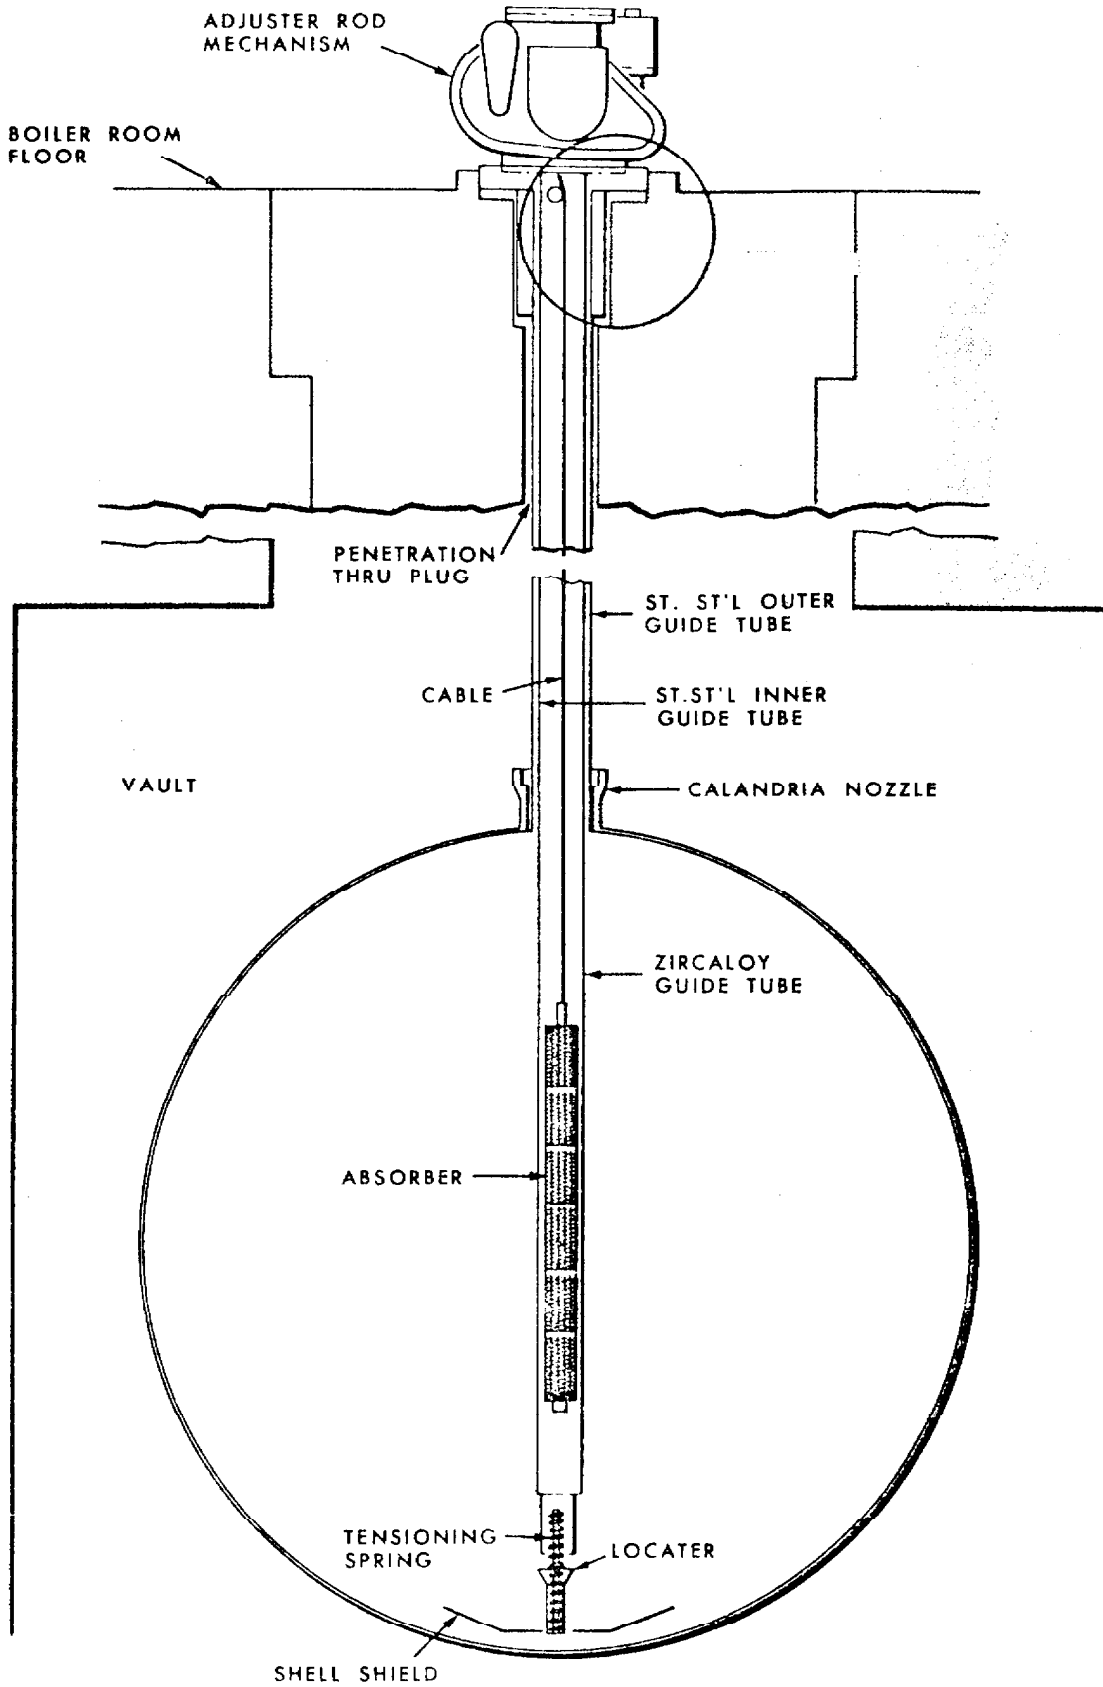 ADJUSTER ROD
MECHANISM
BOILER ROOM
FLOOR
PENETRATION
THRU PLUG
ST. ST'L OUTER
GUIDE TUBE
CABLE
ST.ST'L INNER
GUIDE TUBE
VAULT
CALANDRIA NOZZLE
ZIRCALOY
GUIDE TUBE
ABSORBER
TENSIONING
SPRING
LOCATER
SHELL SHIELD